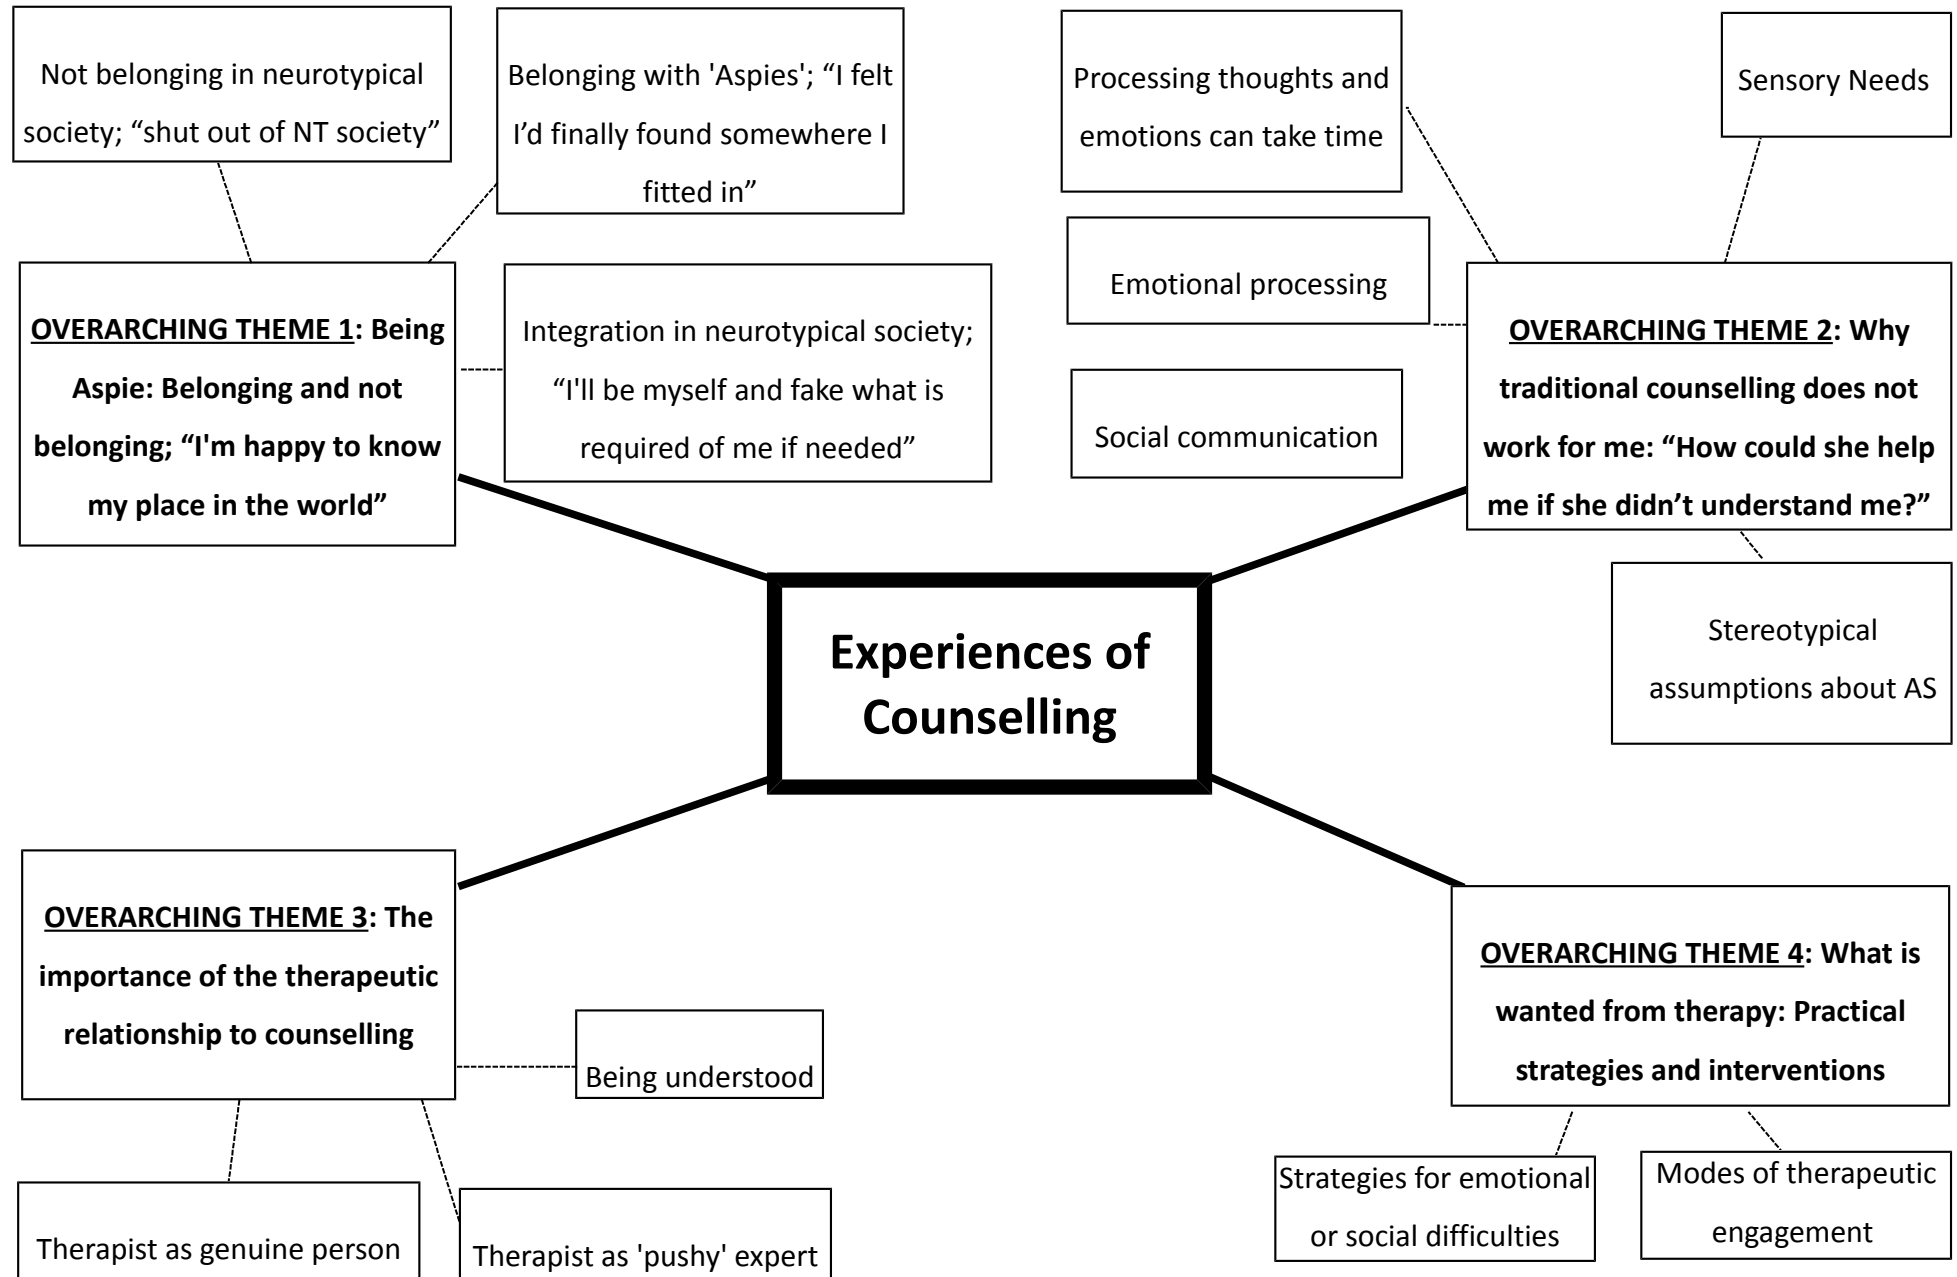 Not belonging in neurotypical
society; “shut out of NT society”
Belonging with 'Aspies'; “I felt
I’d finally found somewhere I
fitted in”
Processing thoughts and
emotions can take time
Sensory Needs
Emotional processing
OVERARCHING THEME 1: Being
Aspie: Belonging and not
belonging; “I'm happy to know
my place in the world”
Integration in neurotypical society;
“I'll be myself and fake what is
required of me if needed”
Social communication
OVERARCHING THEME 2: Why
traditional counselling does not
work for me: “How could she help
me if she didn’t understand me?”
Stereotypical
assumptions about AS
Experiences of
Counselling
OVERARCHING THEME 3: The
importance of the therapeutic
relationship to counselling
Being understood
Therapist as genuine person
Therapist as 'pushy' expert
OVERARCHING THEME 4: What is
wanted from therapy: Practical
strategies and interventions
Strategies for emotional
or social difficulties
Modes of therapeutic
engagement